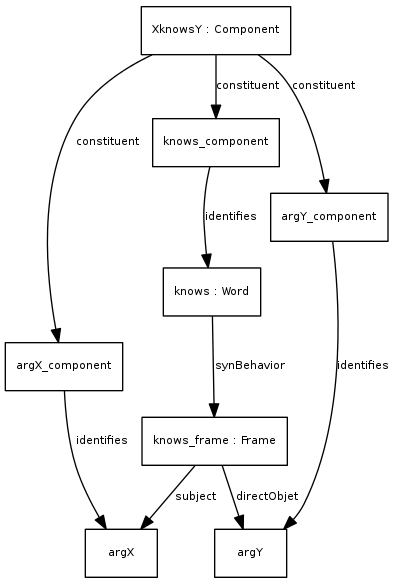 XknowsY : Component
constituent
constituent
constituent
knows_component
argY_component
identifies
knows : Word
argX_component
synBehavior
identifies
identifies
knows_frame : Frame
subject
directObjet
argX
argY